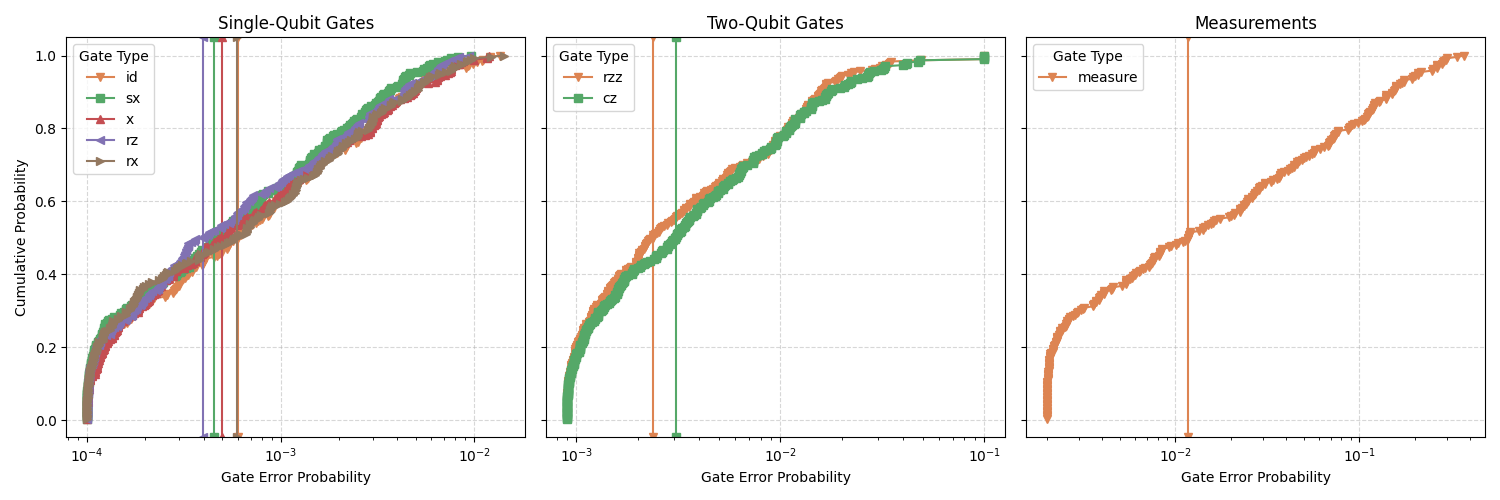 Single-Qubit Gates
Two-Qubit Gates
Measurements
Cumulative Probability
1.0
0.8
0.6
0.4
0.2
0.0
Gate Type
id
sx
x
rz
rx
10⁻⁴
10⁻³
10⁻²
Gate Error Probability
Gate Type
rzz
cz
10⁻³
10⁻²
10⁻¹
Gate Error Probability
Gate Type
measure
10⁻²
10⁻¹
Gate Error Probability